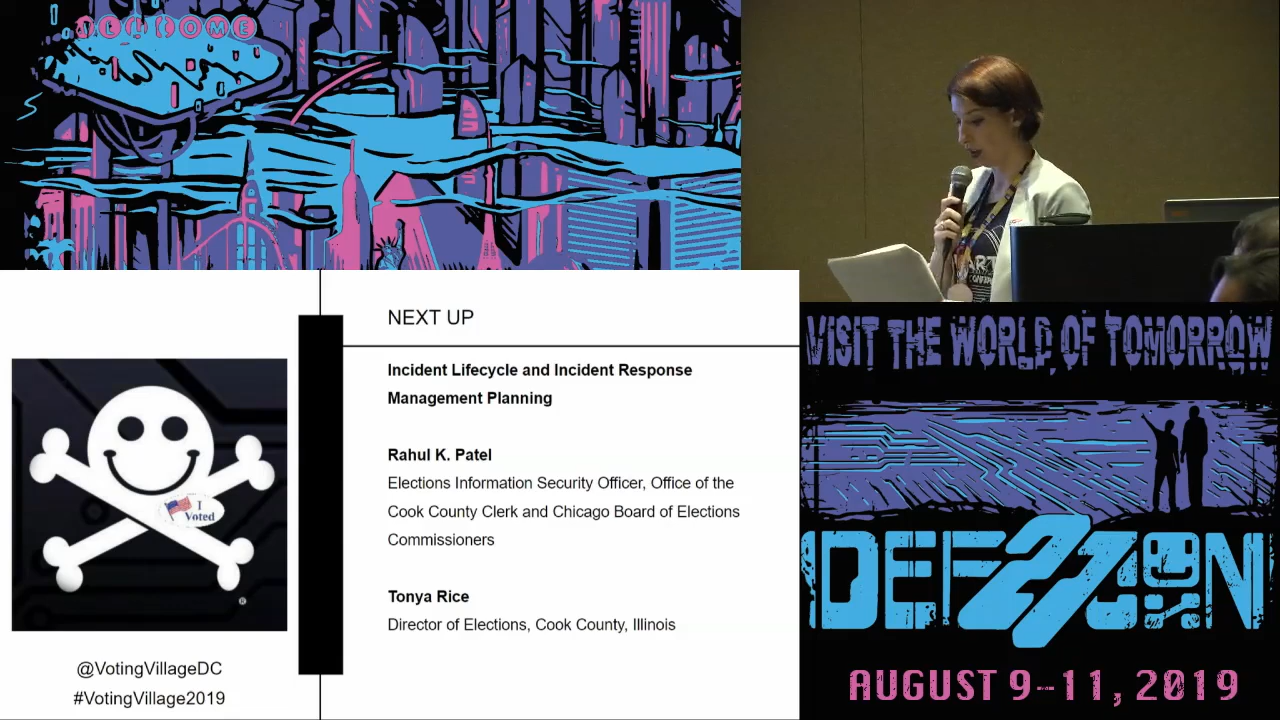 WELCOME
NEXT UP
Incident Lifecycle and Incident Response
Management Planning
Rahul K. Patel
Elections Information Security Officer, Office of the
Cook County Clerk and Chicago Board of Elections
Commissioners
Tonya Rice
Director of Elections, Cook County, Illinois
I
Voted
®
@VotingVillageDC
#VotingVillage2019
VISIT THE WORLD OF TOMORROW
DEF27CON
AUGUST 9-11, 2019